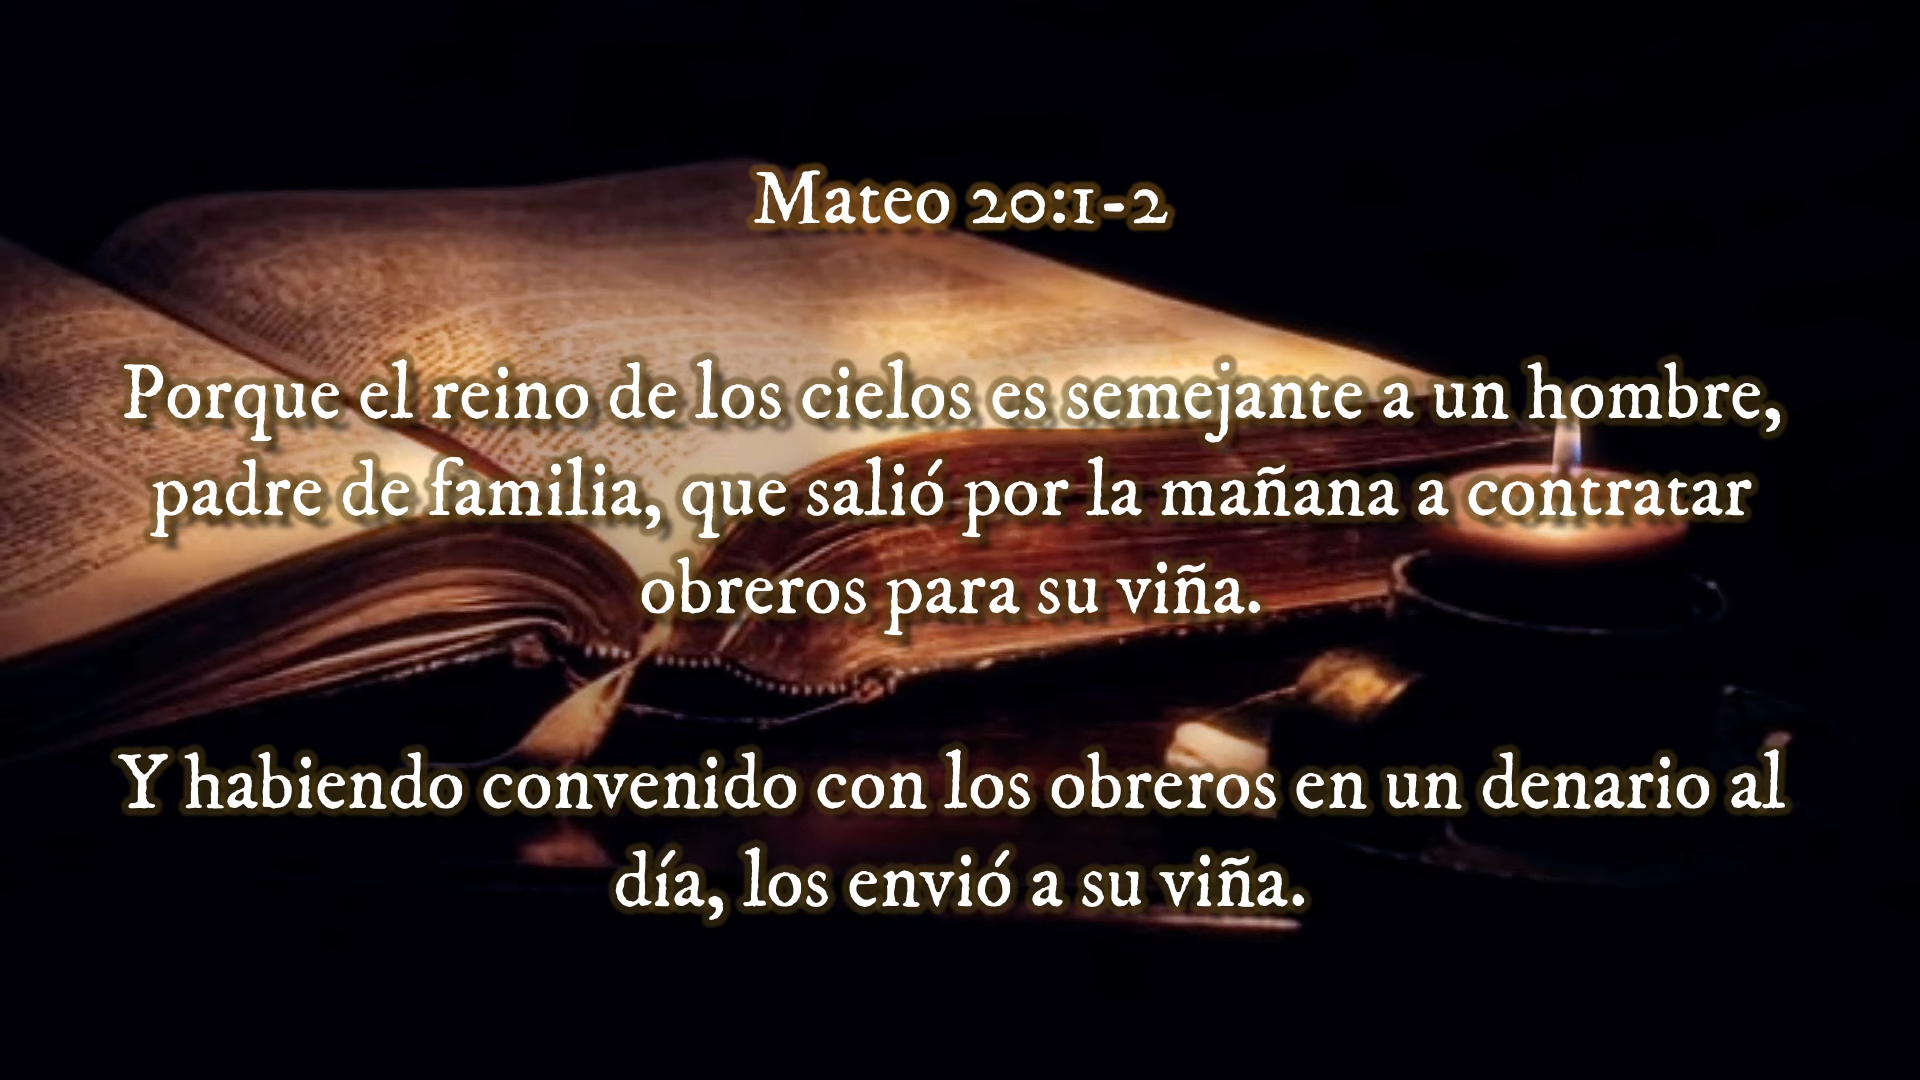 Mateo 20:1-2
Porque el reino de los cielos es semejante a un hombre,
padre de familia, que salió por la mañana a contratar
obreros para su viña.
Y habiendo convenido con los obreros en un denario al
día, los envió a su viña.